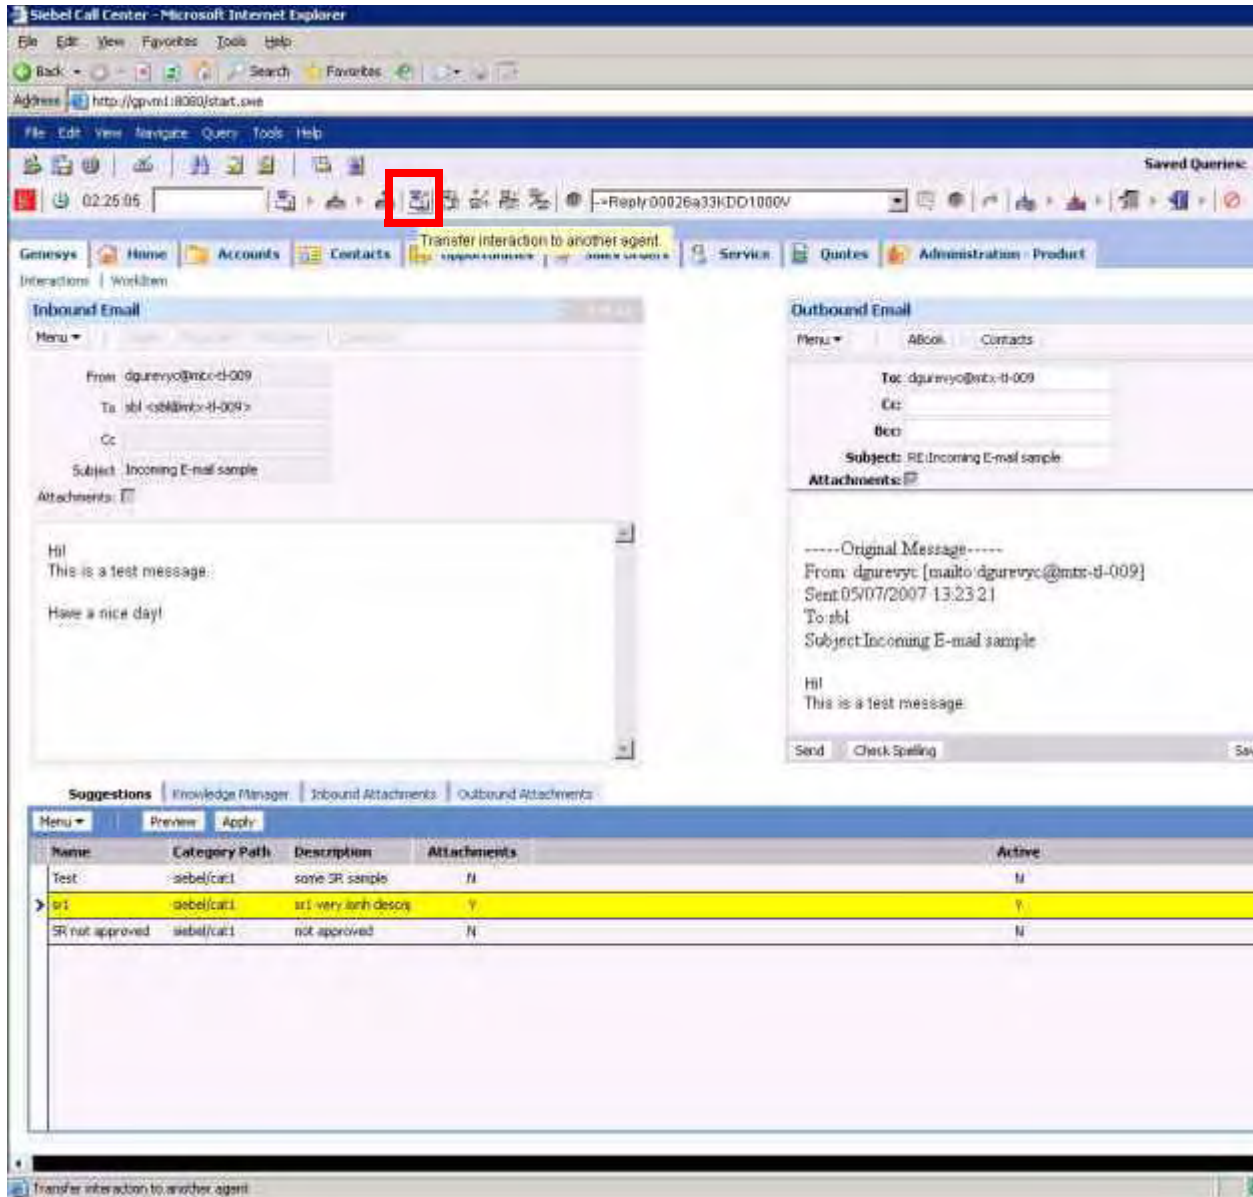 Siebel Call Center - Microsoft Internet Explorer
File Edit View Favorites Tools Help
Back Search Favorites
Address http://gpvm1:8080/start.swe
File Edit View Navigate Query Tools Help
Saved Queries:
02:25:05 ->Reply:00026a33KDD1000V
Transfer interaction to another agent.
Genesys Home Accounts Contacts Opportunities Sales Orders Service Quotes Administration - Product
Interactions WorkItem
Inbound Email
Menu
From dgurevyc@mtx-tl-009
To sbl <sbl@mtx-tl-009>
Cc
Subject Incoming E-mail sample
Attachments:
Hi!
This is a test message.
Have a nice day!
Outbound Email
Menu ABook Contacts
To: dgurevyc@mtx-tl-009
Cc:
Bcc:
Subject: RE:Incoming E-mail sample
Attachments:
-----Original Message-----
From: dgurevyc [mailto:dgurevyc@mtx-tl-009]
Sent:05/07/2007 13:23:21
To:sbl
Subject:Incoming E-mail sample
Hi!
This is a test message.
Send Check Spelling
Suggestions Knowledge Manager Inbound Attachments Outbound Attachments
Menu Preview Apply
Name Category Path Description Attachments Active
Test siebel/cat1 some SR sample N N
sr1 siebel/cat1 sr1 very lonh descrip Y Y
SR not approved siebel/cat1 not approved N N
Transfer interaction to another agent